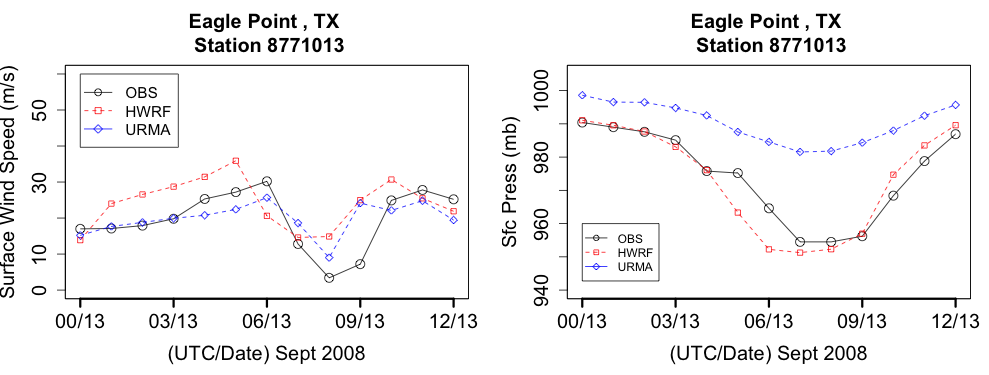 Eagle Point , TX
Station 8771013
Surface Wind Speed (m/s)
50
30
10
0
OBS
HWRF
URMA
00/13 03/13 06/13 09/13 12/13
(UTC/Date) Sept 2008
Eagle Point , TX
Station 8771013
Sfc Press (mb)
1000
980
960
940
OBS
HWRF
URMA
00/13 03/13 06/13 09/13 12/13
(UTC/Date) Sept 2008